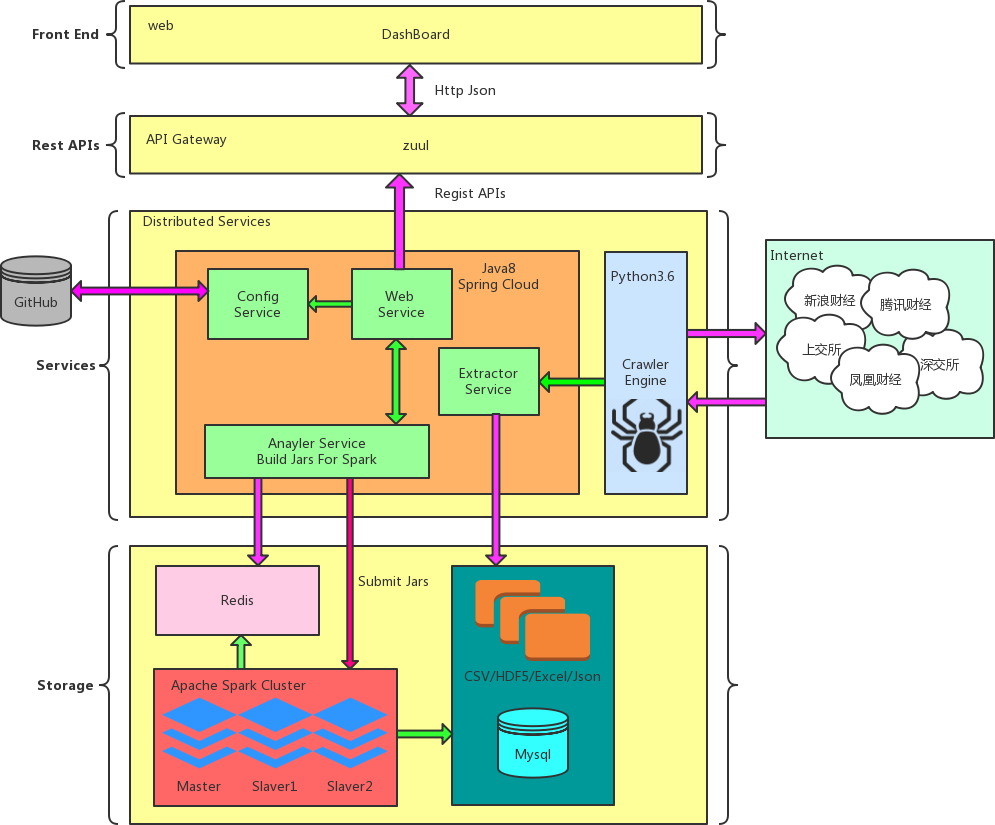 Front End
web
DashBoard
Http Json
Rest APIs
API Gateway
zuul
Regist APIs
Services
Distributed Services
Java8
Spring Cloud
GitHub
Config
Service
Web
Service
Extractor
Service
Anayler Service
Build Jars For Spark
Python3.6
Crawler
Engine
Internet
新浪财经
腾讯财经
上交所
深交所
凤凰财经
Storage
Redis
Submit Jars
Apache Spark Cluster
Master
Slaver1
Slaver2
CSV/HDF5/Excel/Json
Mysql